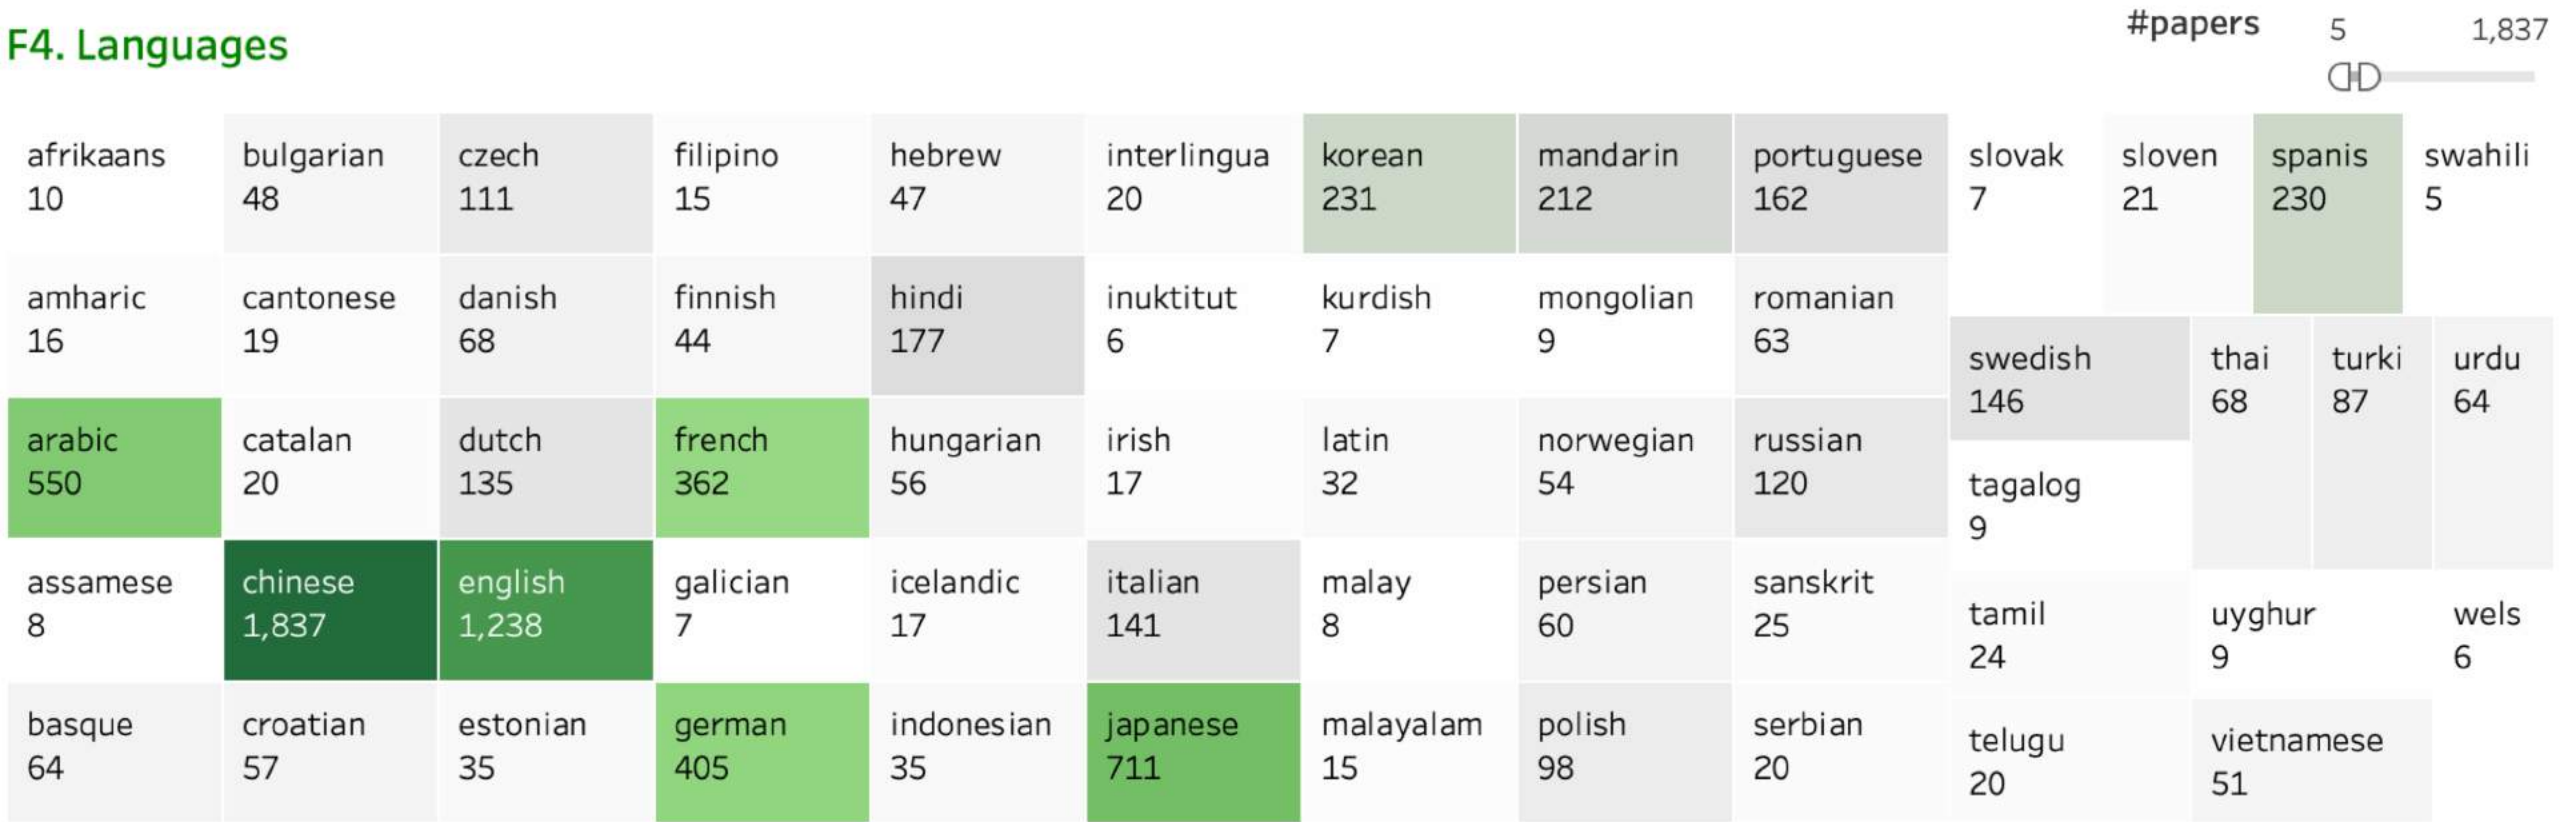 F4. Languages
#papers
5
1,837
afrikaans
10
amharic
16
arabic
550
assamese
8
basque
64
bulgarian
48
cantonese
19
catalan
20
chinese
1,837
croatian
57
czech
111
danish
68
dutch
135
english
1,238
estonian
35
filipino
15
finnish
44
french
362
galician
7
german
405
hebrew
47
hindi
177
hungarian
56
icelandic
17
indonesian
35
interlingua
20
inuktitut
6
irish
17
italian
141
japanese
711
korean
231
kurdish
7
latin
32
malay
8
malayalam
15
mandarin
212
mongolian
9
norwegian
54
persian
60
polish
98
portuguese
162
romanian
63
russian
120
sanskrit
25
serbian
20
slovak
7
sloven
21
spanis
230
swahili
5
swedish
146
tagalog
9
tamil
24
telugu
20
thai
68
turki
87
urdu
64
uyghur
9
vietnamese
51
wels
6